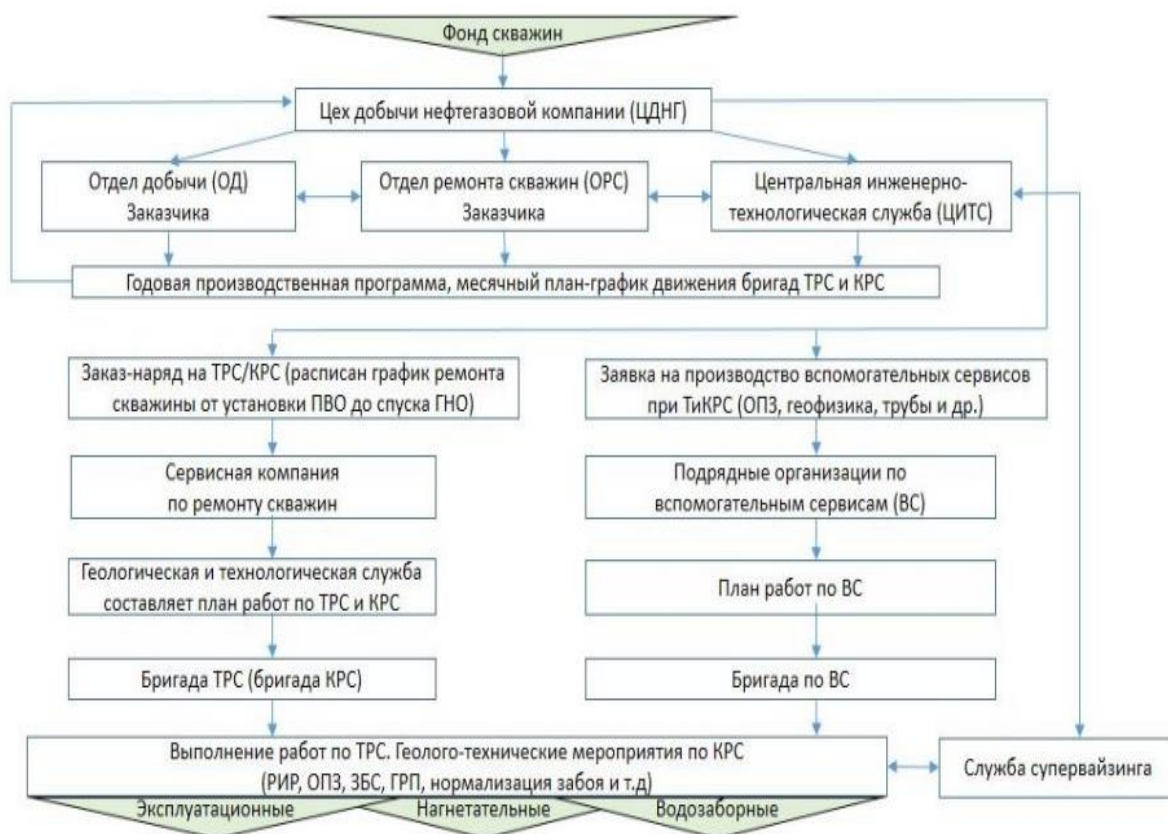 Фонд скважин
Цех добычи нефтегазовой компании (ЦДНГ)
Отдел добычи (ОД)
Заказчика
Отдел ремонта скважин (ОРС)
Заказчика
Центральная инженерно-
технологическая служба (ЦИТС)
Годовая производственная программа, месячный план-график движения бригад ТРС и КРС
Заказ-наряд на ТРС/КРС (расписан график ремонта
скважины от установки ПВО до спуска ГНО)
Заявка на производство вспомогательных сервисов
при ТиКРС (ОПЗ, геофизика, трубы и др.)
Сервисная компания
по ремонту скважин
Подрядные организации по
вспомогательным сервисам (ВС)
Геологическая и технологическая служба
составляет план работ по ТРС и КРС
План работ по ВС
Бригада ТРС (бригада КРС)
Бригада по ВС
Выполнение работ по ТРС. Геолого-технические мероприятия по КРС
(РИР, ОПЗ, ЗБС, ГРП, нормализация забоя и т.д)
Служба супервайзинга
Эксплуатационные
Нагнетательные
Водозаборные